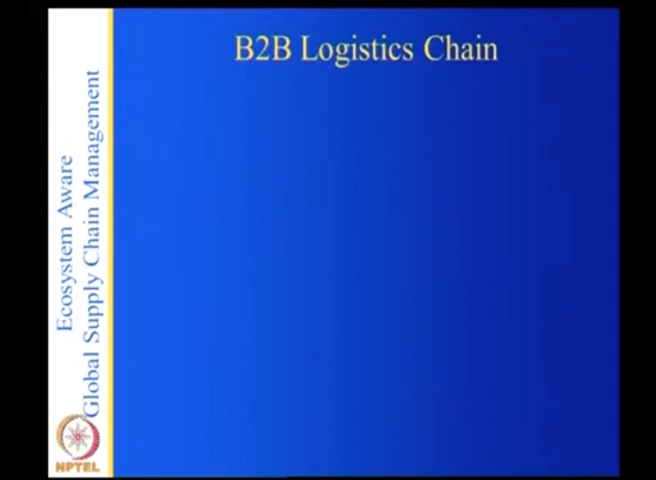 B2B Logistics Chain
Ecosystem Aware
Global Supply Chain Management
NPTEL